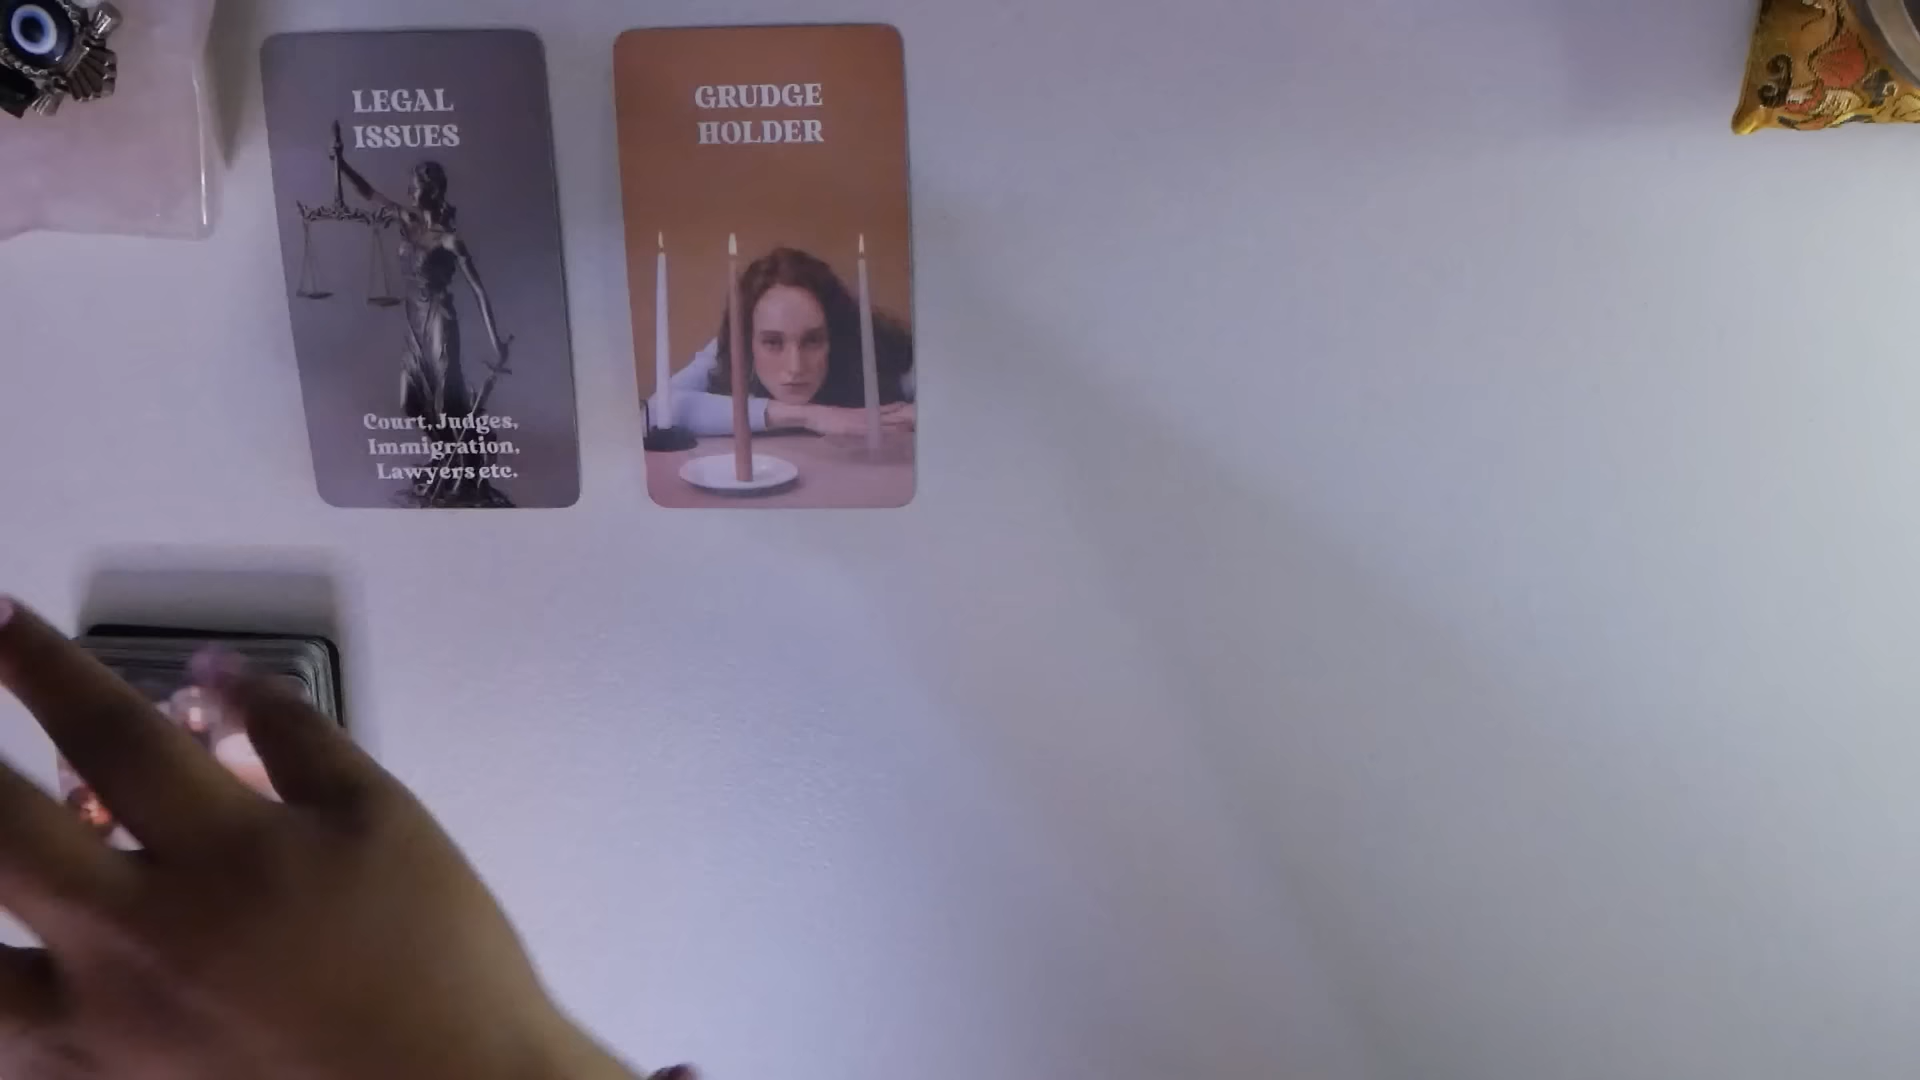 LEGAL
ISSUES
Court, Judges,
Immigration,
Lawyers etc.
GRUDGE
HOLDER